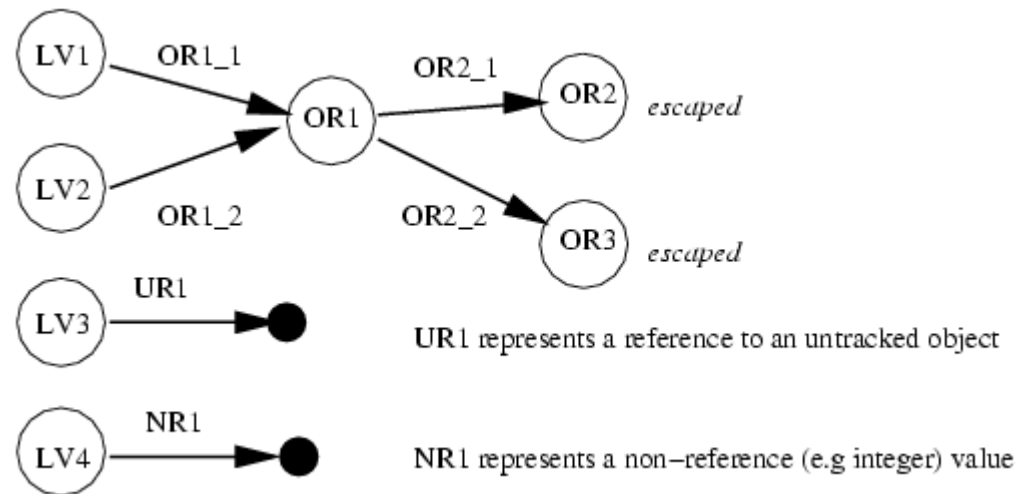 LV1
OR1_1
OR2_1
OR2
escaped
OR1
LV2
OR1_2
OR2_2
OR3
escaped
LV3
UR1
UR1 represents a reference to an untracked object
LV4
NR1
NR1 represents a non–reference (e.g integer) value